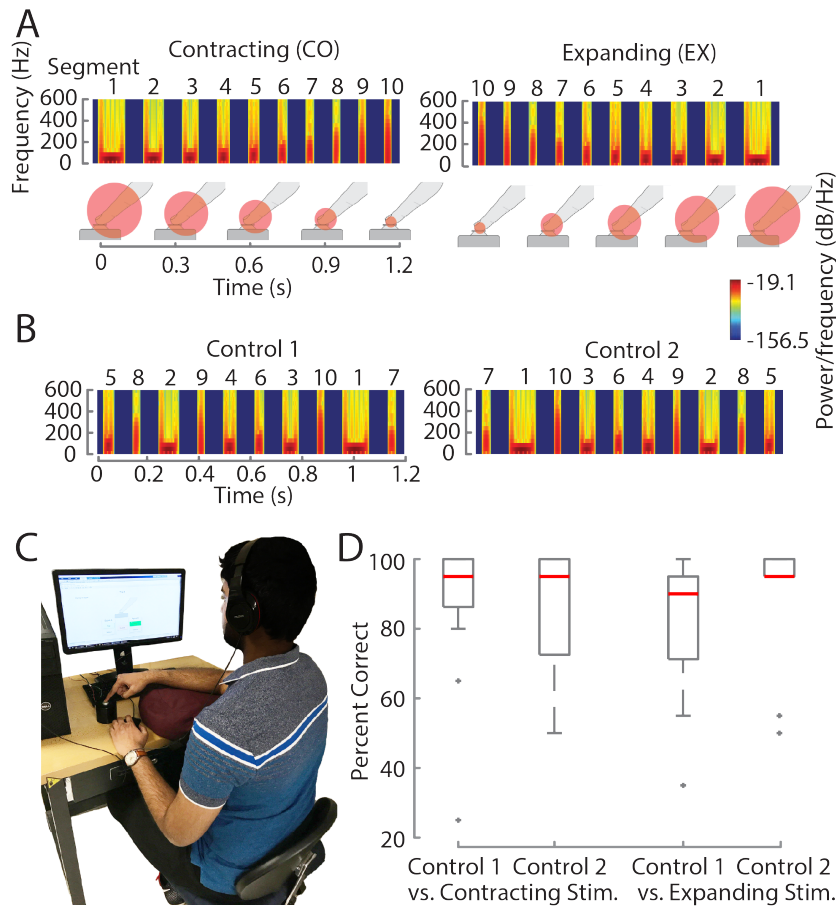 A
Contracting (CO)
Expanding (EX)
Segment
1 2 3 4 5 6 7 8 9 10
10 9 8 7 6 5 4 3 2 1
Frequency (Hz)
600
400
200
0
600
400
200
0
0 0.3 0.6 0.9 1.2
Time (s)
Power/frequency (dB/Hz)
-19.1
-156.5
B
Control 1
Control 2
5 8 2 9 4 6 3 10 1 7
7 1 10 3 6 4 9 2 8 5
600
400
200
0
600
400
200
0
0 0.2 0.4 0.6 0.8 1 1.2
Time (s)
C
DELL
D
Percent Correct
100
80
60
40
20
Control 1 Control 2 Control 1 Control 2
vs. Contracting Stim. vs. Expanding Stim.